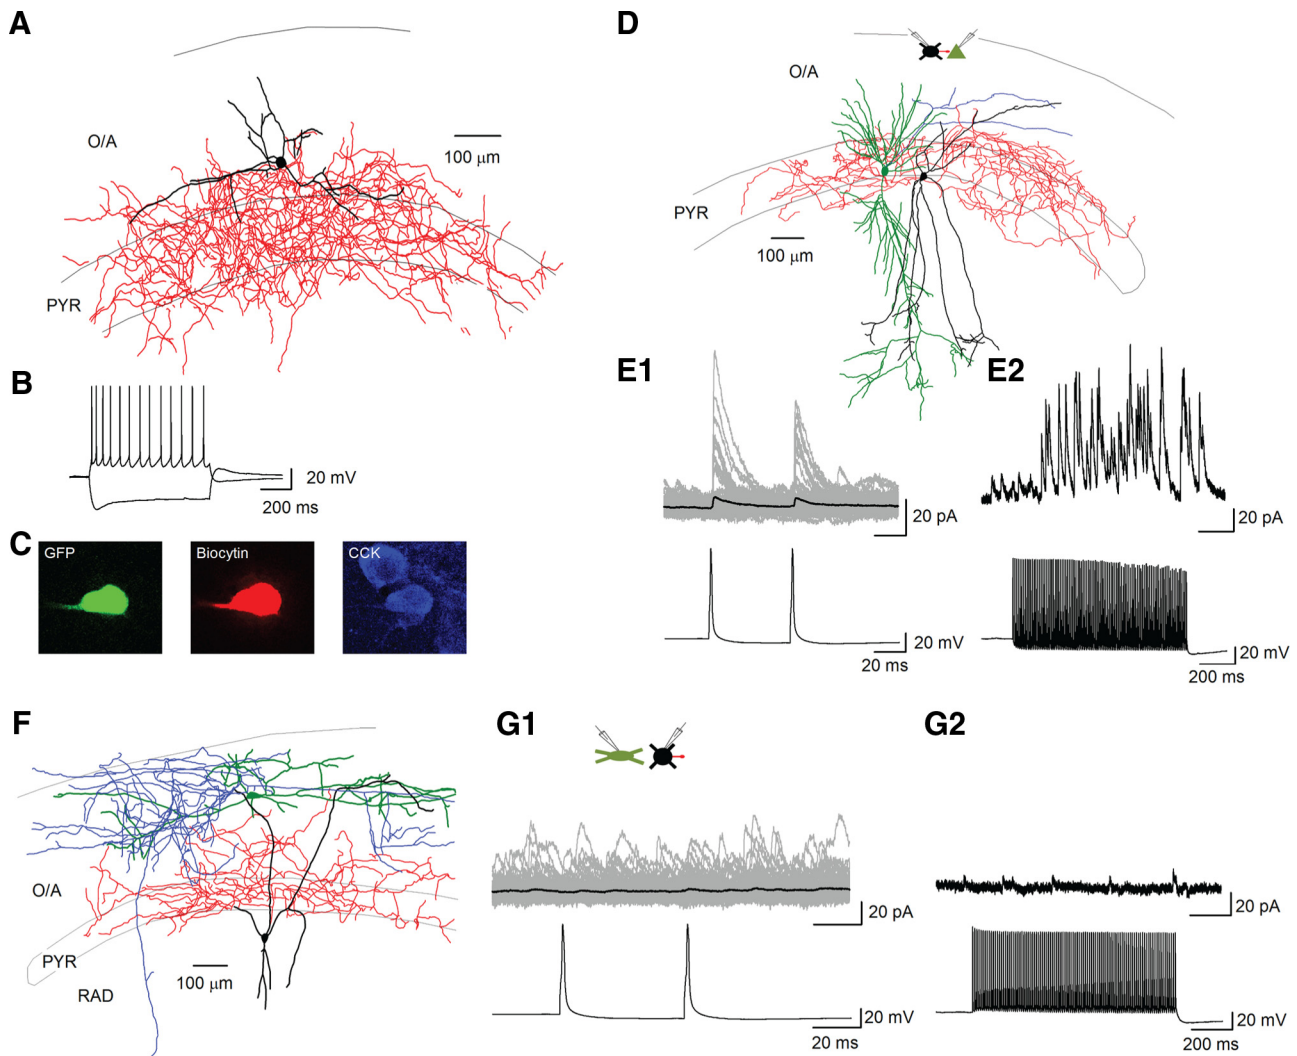 A
O/A
100 µm
PYR
B
20 mV
200 ms
C
GFP
Biocytin
CCK
D
O/A
PYR
100 µm
E1
20 pA
20 mV
20 ms
E2
20 pA
20 mV
200 ms
F
O/A
PYR
RAD
100 µm
G1
20 pA
20 mV
20 ms
G2
20 pA
20 mV
200 ms